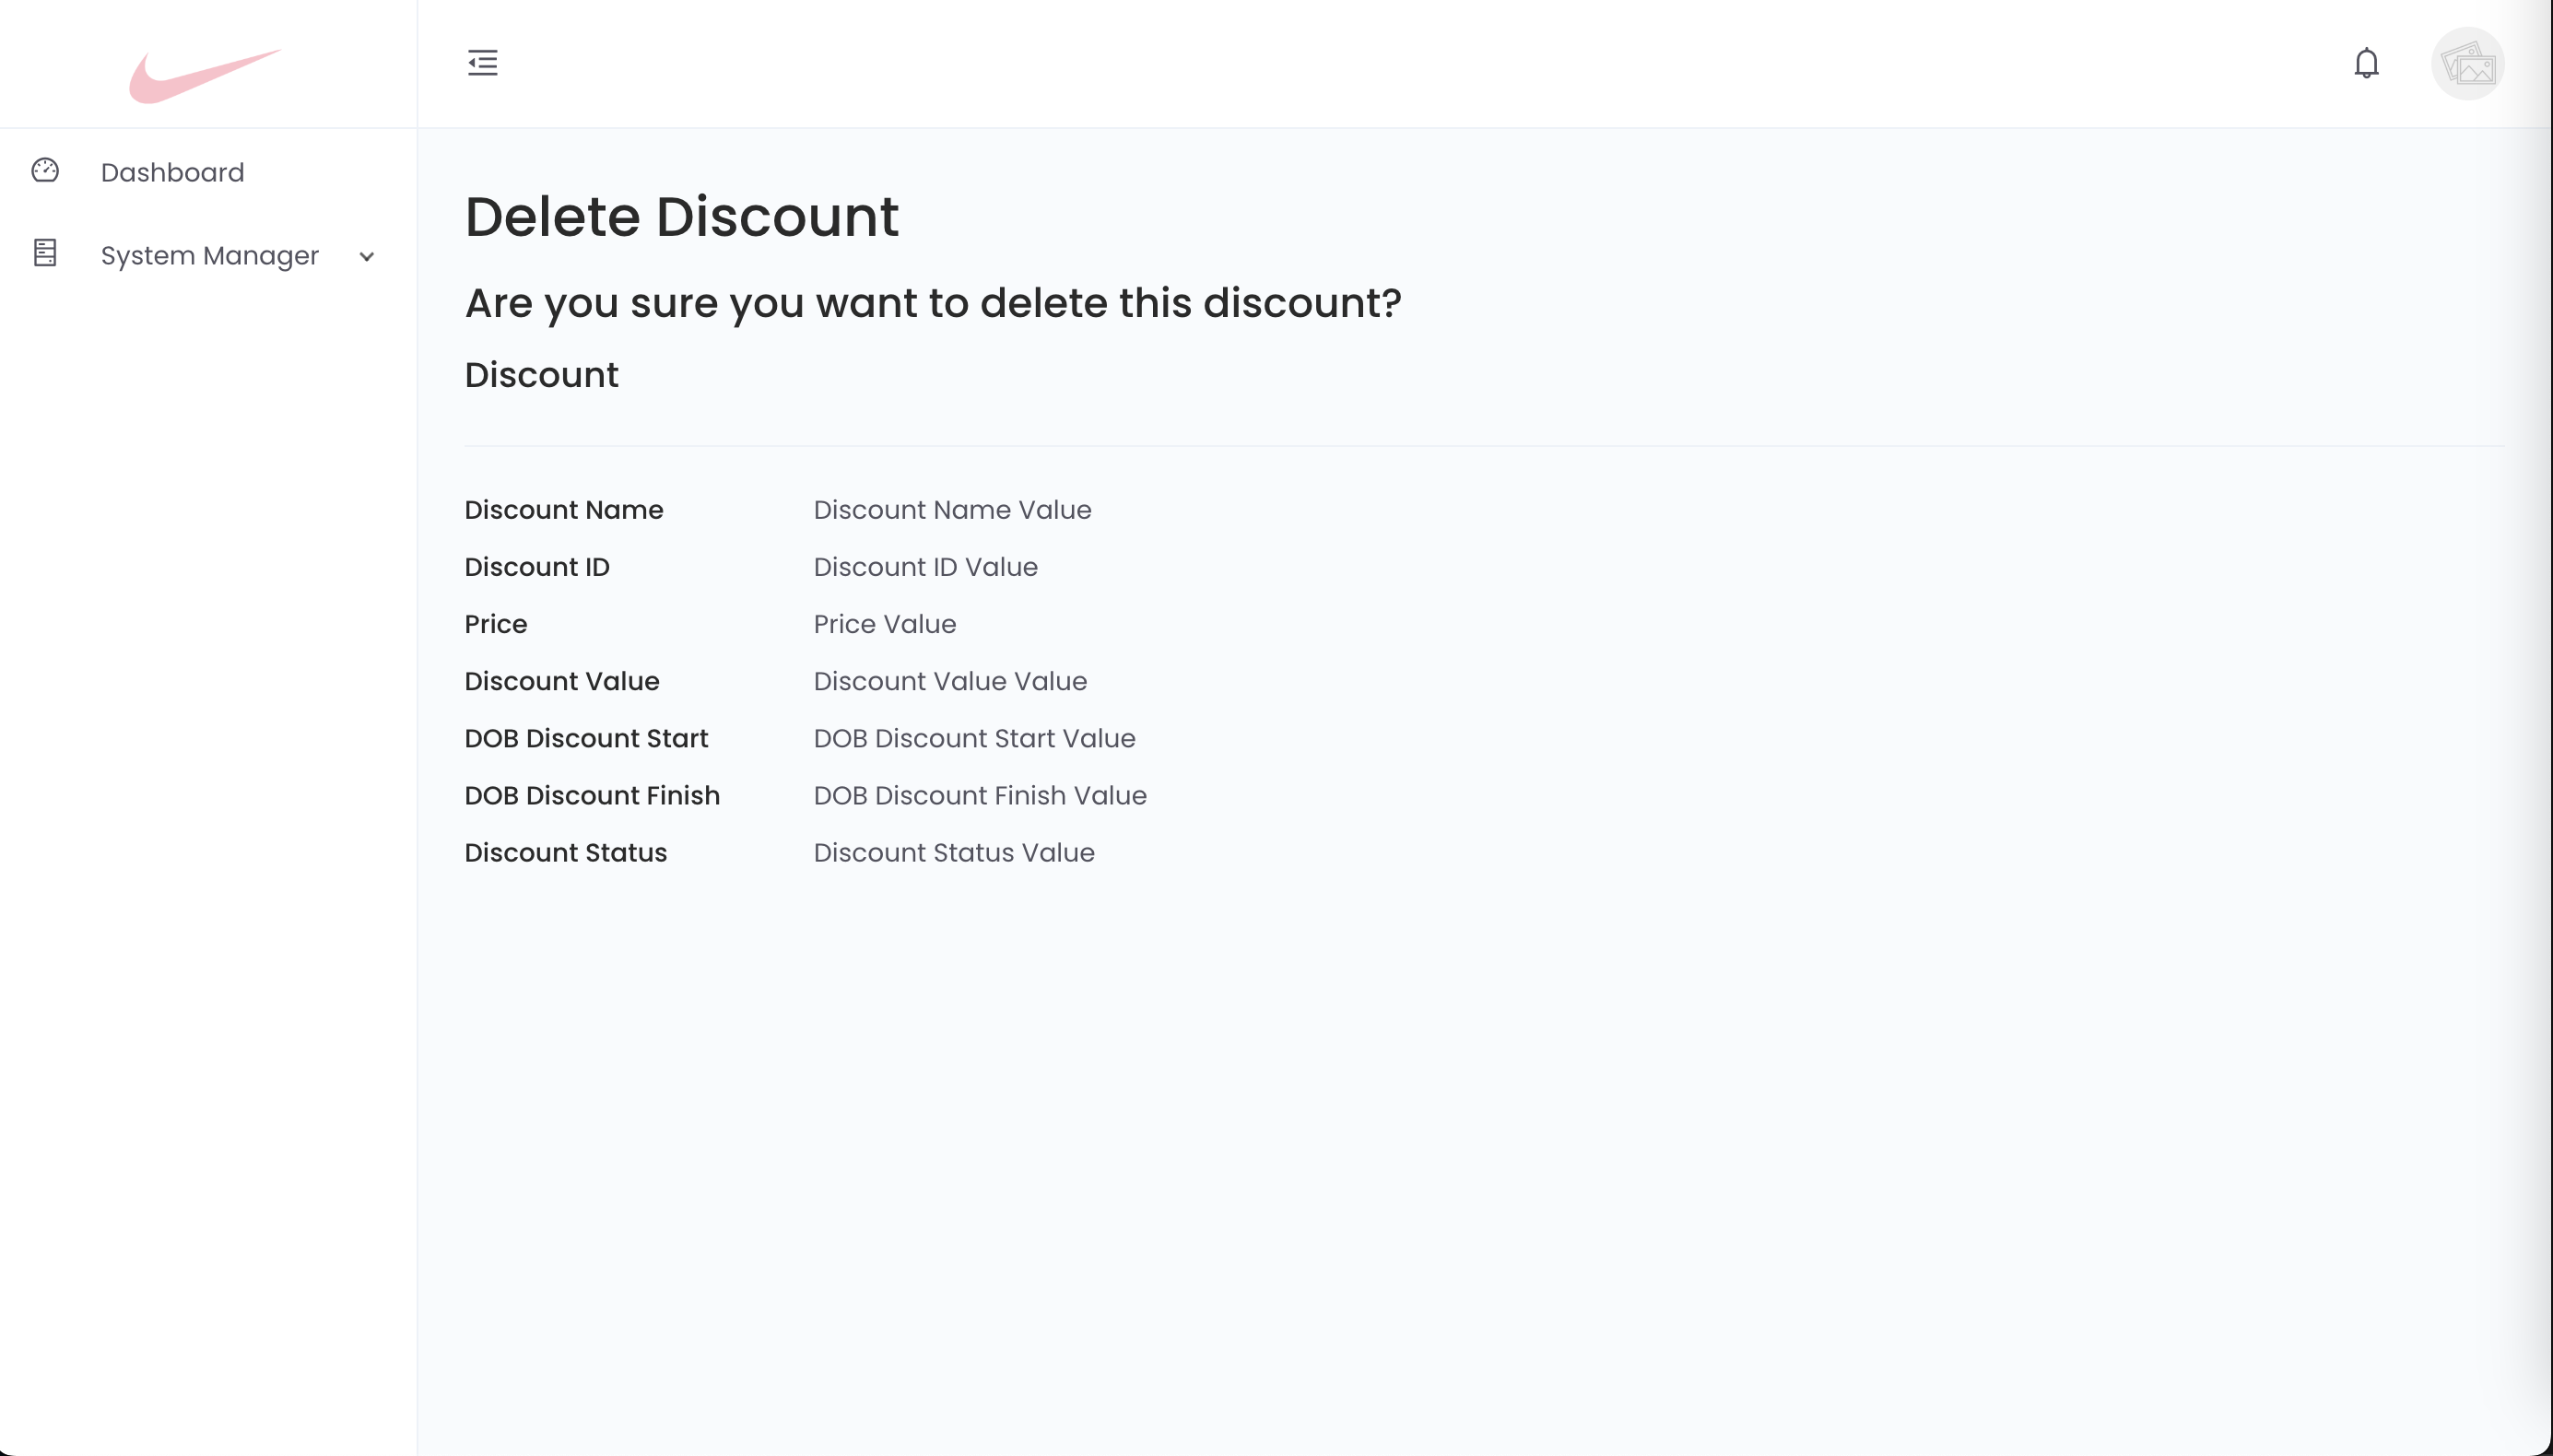 Dashboard
System Manager
Delete Discount
Are you sure you want to delete this discount?
Discount
Discount Name Discount Name Value
Discount ID Discount ID Value
Price Price Value
Discount Value Discount Value Value
DOB Discount Start DOB Discount Start Value
DOB Discount Finish DOB Discount Finish Value
Discount Status Discount Status Value